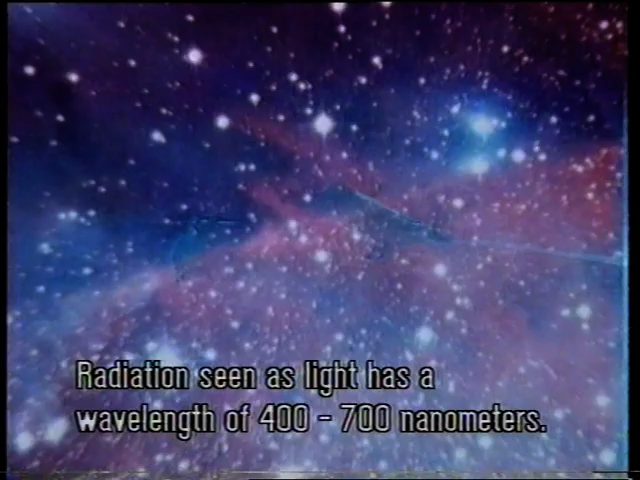 Radiation seen as light has a
wavelength of 400 - 700 nanometers.